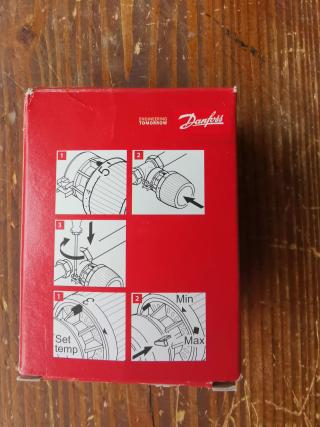 ENGINEERING
TOMORROW
Danfoss
1
2
3
1
Set
temp
2
Min
Max